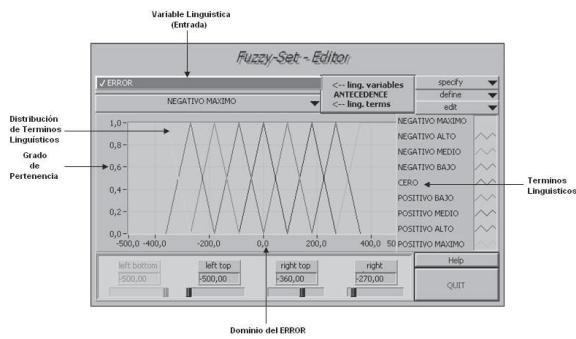 Variable Linguistica
(Entrada)
Fuzzy-Set - Editor
✓ ERROR
<-- ling. variables
ANTECEDENCE
<-- ling. terms
specify
define
edit
NEGATIVO MAXIMO
Distribución
de Terminos
Linguisticos
Grado
de
Pertenencia
1,0-
0,8-
0,6-
0,4-
0,2-
0,0-
-500,0 -400,0 -200,0 0,0 200,0 400,0 50
NEGATIVO MAXIMO
NEGATIVO ALTO
NEGATIVO MEDIO
NEGATIVO BAJO
CERO
POSITIVO BAJO
POSITIVO MEDIO
POSITIVO ALTO
POSITIVO MAXIMO
Terminos
Linguisticos
left bottom
-500,00
left top
-500,00
right top
-360,00
right
-270,00
Help
QUIT
Dominio del ERROR